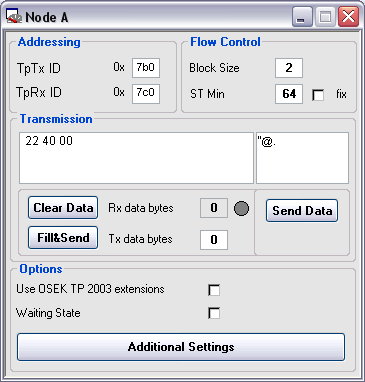 Node A
Addressing
TpTx ID 0x 7b0
TpRx ID 0x 7c0
Flow Control
Block Size 2
ST Min 64 fix
Transmission
22 40 00
"@.
Clear Data Rx data bytes 0
Fill&Send Tx data bytes 0
Send Data
Options
Use OSEK TP 2003 extensions
Waiting State
Additional Settings